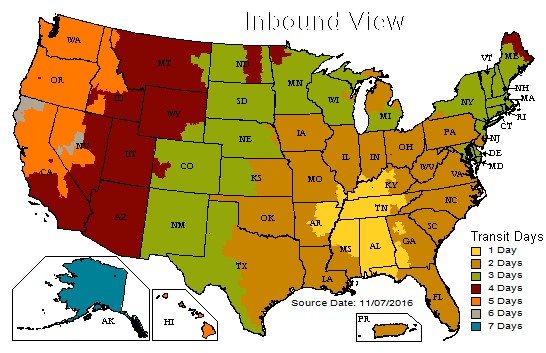 Inbound View
WA
MT
ND
MN
ME
VT
OR
ID
WY
SD
WI
MI
NY
NH
MA
RI
CT
NV
UT
CO
NE
IA
IL
IN
OH
PA
NJ
DE
MD
CA
AZ
NM
KS
MO
KY
WV
VA
OK
AR
TN
NC
TX
LA
MS
AL
GA
SC
FL
AK
HI
PR
Source Date: 11/07/2016
Transit Days
1 Day
2 Days
3 Days
4 Days
5 Days
6 Days
7 Days